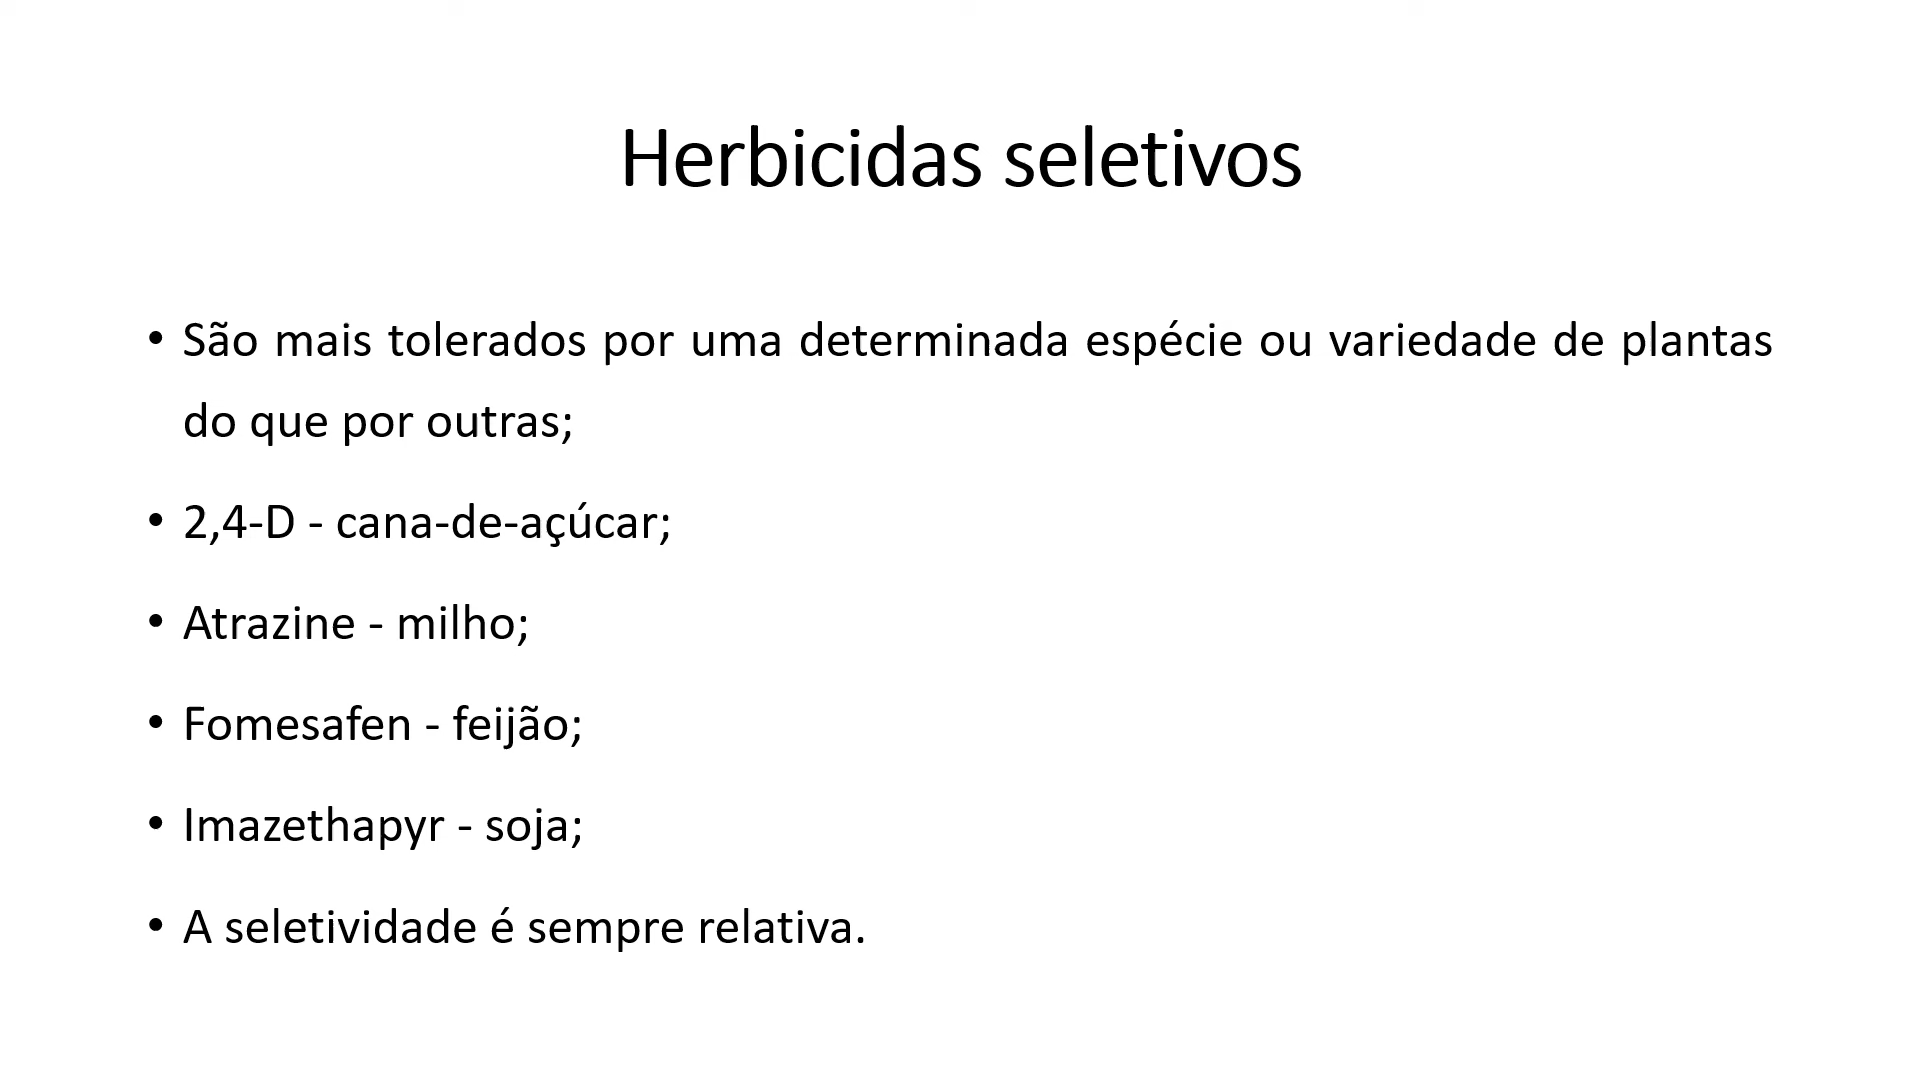 Herbicidas seletivos
• São mais tolerados por uma determinada espécie ou variedade de plantas
do que por outras;
• 2,4-D - cana-de-açúcar;
• Atrazine - milho;
• Fomesafen - feijão;
• Imazethapyr - soja;
• A seletividade é sempre relativa.